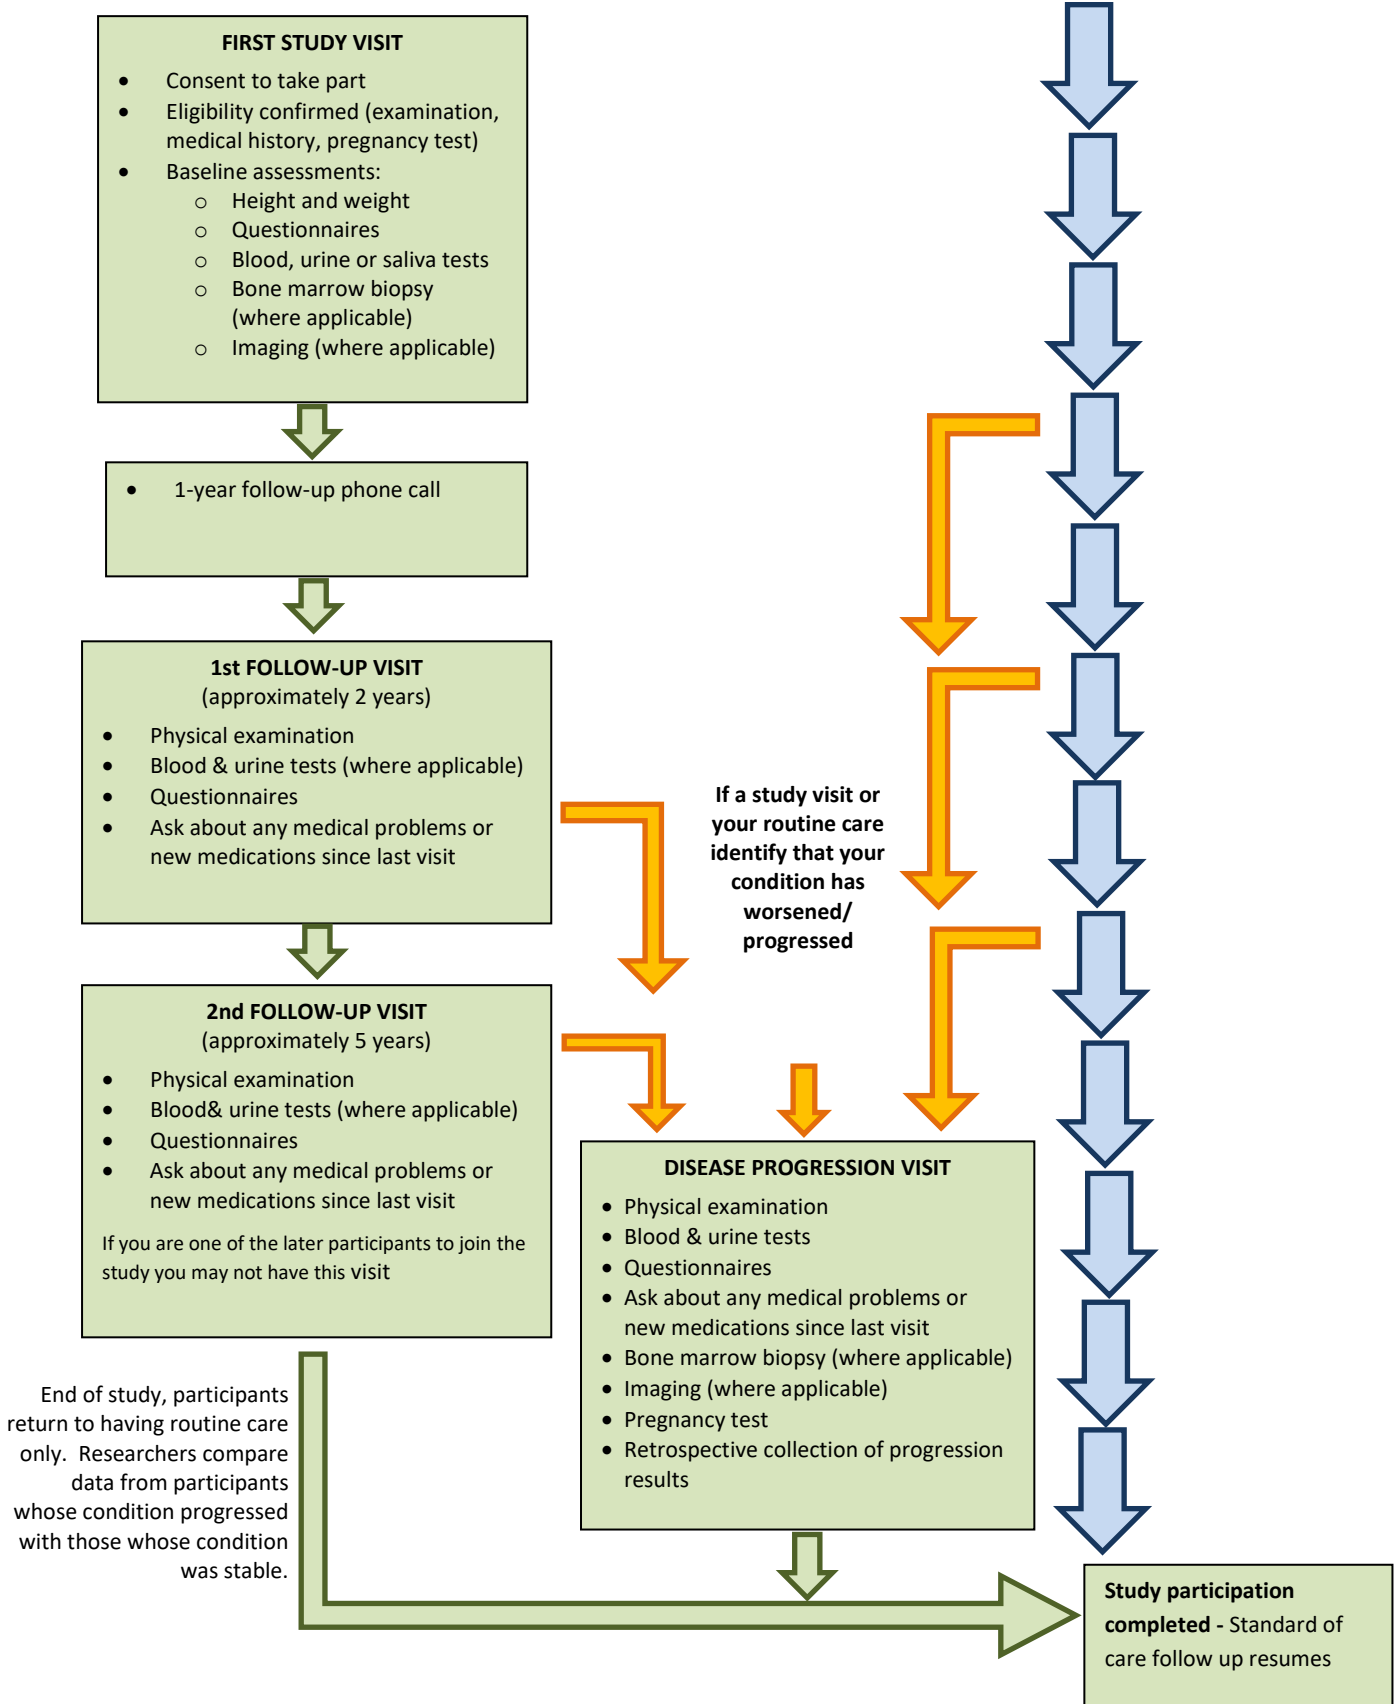 FIRST STUDY VISIT
• Consent to take part
• Eligibility confirmed (examination,
medical history, pregnancy test)
• Baseline assessments:
o Height and weight
o Questionnaires
o Blood, urine or saliva tests
o Bone marrow biopsy
(where applicable)
o Imaging (where applicable)
• 1-year follow-up phone call
1st FOLLOW-UP VISIT
(approximately 2 years)
• Physical examination
• Blood & urine tests (where applicable)
• Questionnaires
• Ask about any medical problems or
new medications since last visit
If a study visit or
your routine care
identify that your
condition has
worsened/
progressed
2nd FOLLOW-UP VISIT
(approximately 5 years)
• Physical examination
• Blood& urine tests (where applicable)
• Questionnaires
• Ask about any medical problems or
new medications since last visit
If you are one of the later participants to join the
study you may not have this visit
DISEASE PROGRESSION VISIT
• Physical examination
• Blood & urine tests
• Questionnaires
• Ask about any medical problems or
new medications since last visit
• Bone marrow biopsy (where applicable)
• Imaging (where applicable)
• Pregnancy test
• Retrospective collection of progression
results
End of study, participants
return to having routine care
only. Researchers compare
data from participants
whose condition progressed
with those whose condition
was stable.
Study participation
completed - Standard of
care follow up resumes